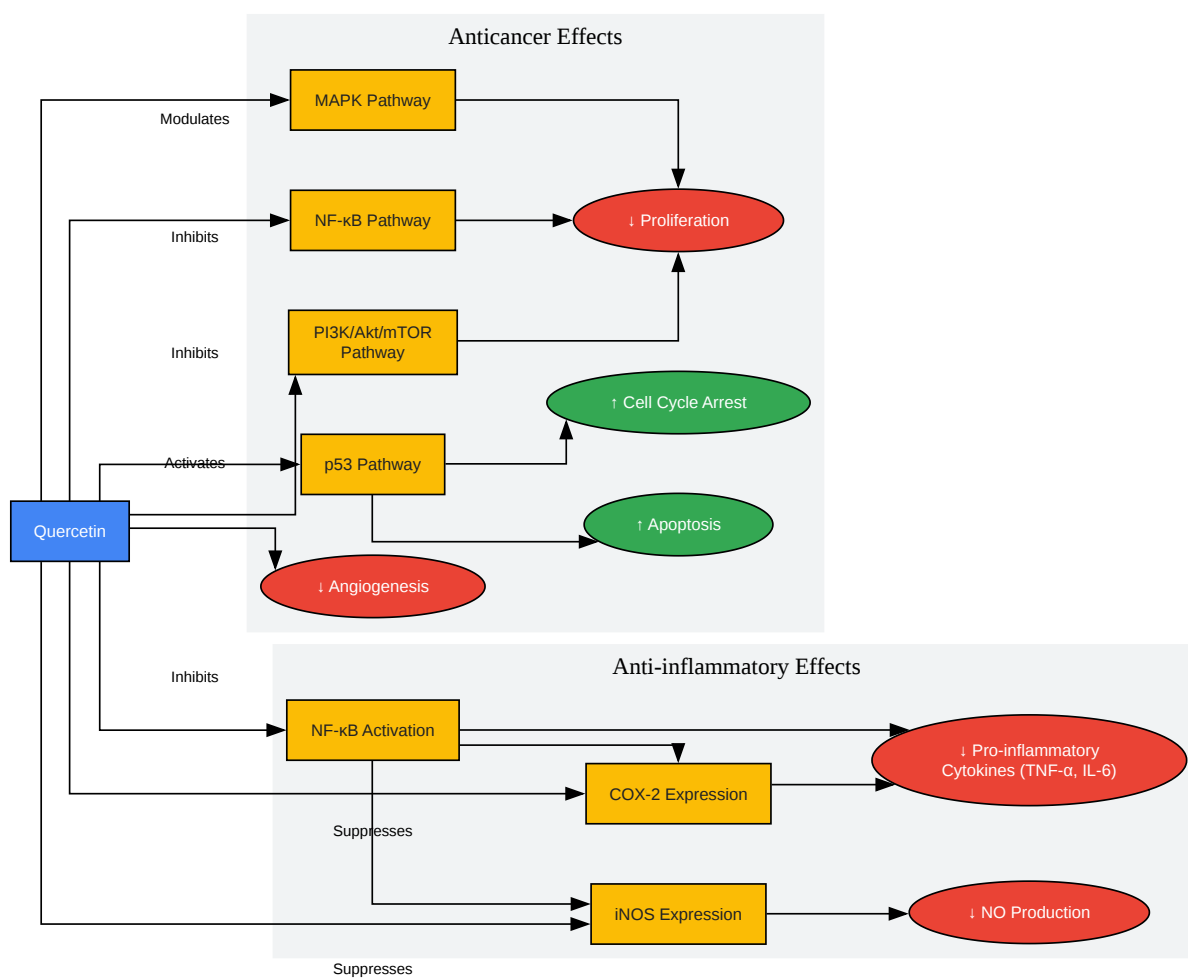 Anticancer Effects
MAPK Pathway
Modulates
NF-κB Pathway
↓ Proliferation
Inhibits
PI3K/Akt/mTOR
Pathway
Inhibits
↑ Cell Cycle Arrest
Activates
p53 Pathway
Quercetin
↑ Apoptosis
↓ Angiogenesis
Anti-inflammatory Effects
Inhibits
NF-κB Activation
↓ Pro-inflammatory
Cytokines (TNF-α, IL-6)
COX-2 Expression
Suppresses
iNOS Expression
↓ NO Production
Suppresses